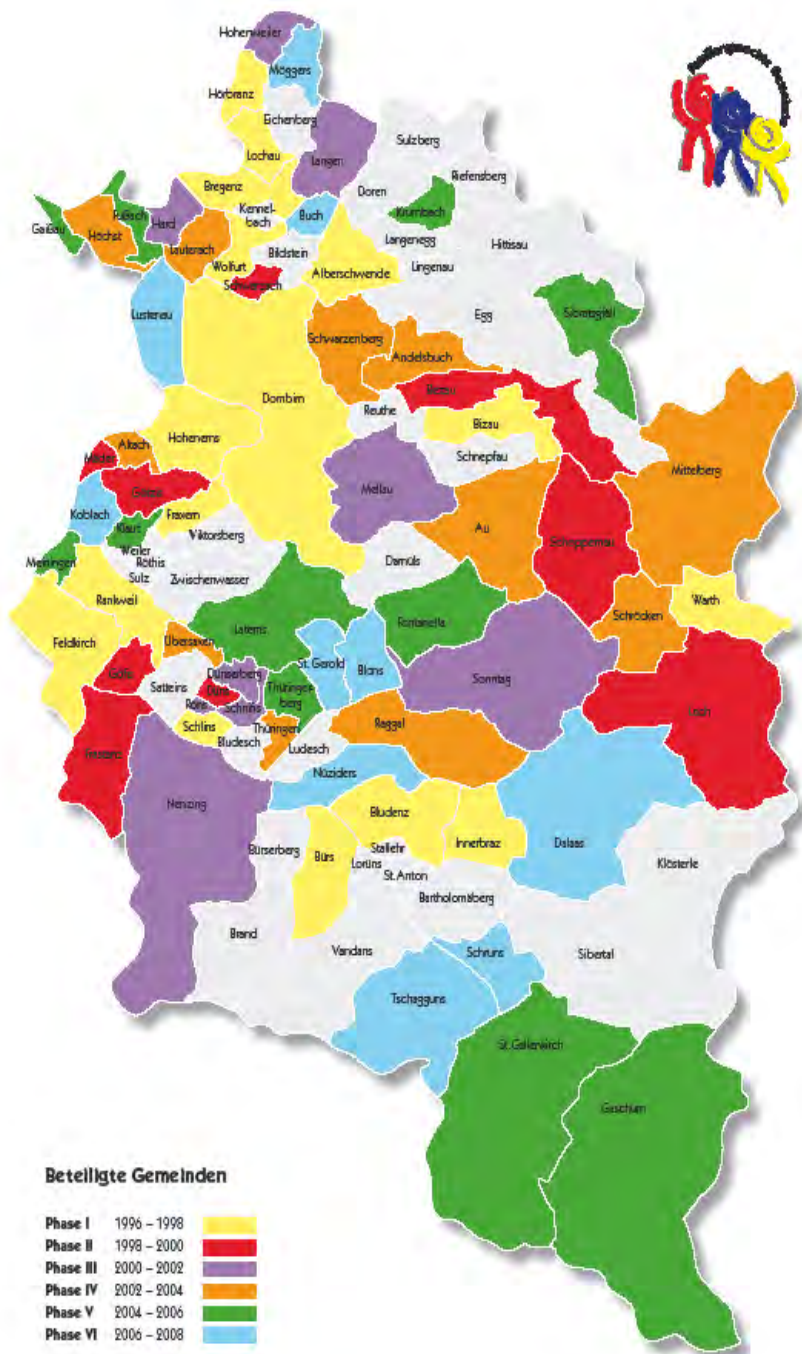 Hohenweiler
Möggers
Hörbranz
Eichenberg
Lochau
Langen
Sulzberg
Riefensberg
Doren
Bregenz
Kennel-
bach
Buch
Krumbach
Gaißau
Fußach
Hard
Höchst
Lauterach
Langenegg
Hittisau
Bildstein
Wolfurt
Lingenau
Alberschwende
Schwarzach
Lustenau
Egg
Sibratsgfäll
Schwarzenberg
Andelsbuch
Dornbirn
Bezau
Reuthe
Bizau
Hohenems
Altach
Mäder
Schnepfau
Mittelberg
Götzis
Mellau
Koblach
Fraxern
Au
Klaus
Viktorsberg
Schoppernau
Weiler
Meiningen
Röthis
Damüls
Sulz
Zwischenwasser
Rankweil
Warth
Schröcken
Laterns
Fontanella
Feldkirch
Übersaxen
St. Gerold
Blons
Göfis
Dünserberg
Sonntag
Satteins
Düns
Thüringer-
berg
Röns
Schnifis
Lech
Schlins
Thüringen
Raggal
Bludesch
Ludesch
Frastanz
Nüziders
Nenzing
Bludenz
Bürserberg
Bürs
Stallehr
Innerbraz
Dalaas
Lorüns
Klösterle
St. Anton
Bartholomäberg
Brand
Vandans
Schruns
Silbertal
Tschagguns
St. Gallenkirch
Gaschurn
Beteiligte Gemeinden
Phase I 1996 – 1998
Phase II 1998 – 2000
Phase III 2000 – 2002
Phase IV 2002 – 2004
Phase V 2004 – 2006
Phase VI 2006 – 2008